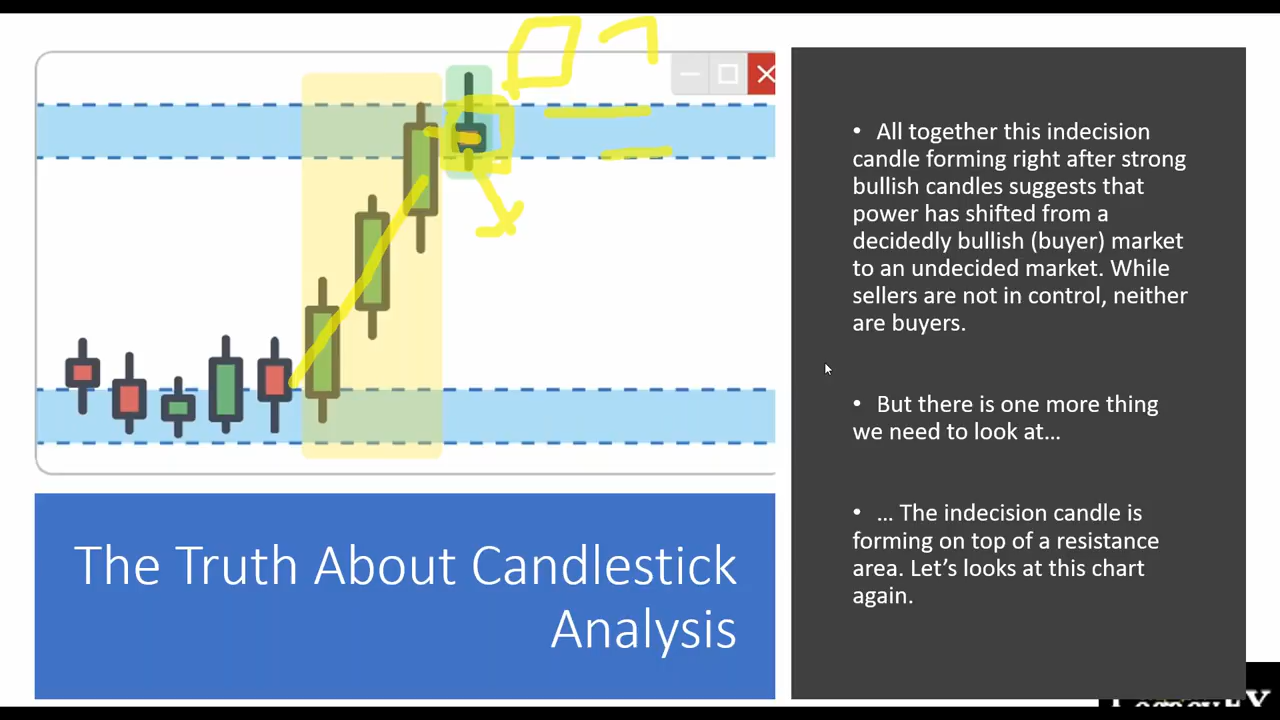 The Truth About Candlestick
Analysis
• All together this indecision
candle forming right after strong
bullish candles suggests that
power has shifted from a
decidedly bullish (buyer) market
to an undecided market. While
sellers are not in control, neither
are buyers.
• But there is one more thing
we need to look at…
• … The indecision candle is
forming on top of a resistance
area. Let’s looks at this chart
again.